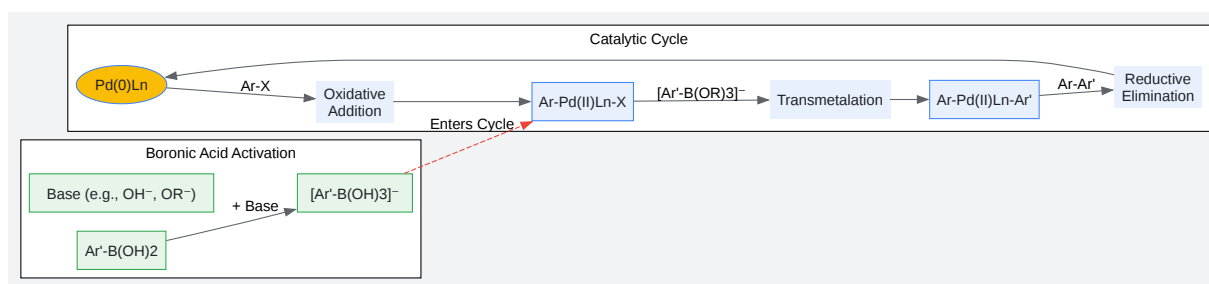 Catalytic Cycle
Pd(0)Ln
Ar-X
Oxidative
Addition
Ar-Pd(II)Ln-X
[Ar'-B(OR)3]⁻
Transmetalation
Ar-Pd(II)Ln-Ar'
Ar-Ar'
Reductive
Elimination
Enters Cycle
Boronic Acid Activation
Base (e.g., OH⁻, OR⁻)
+ Base
[Ar'-B(OH)3]⁻
Ar'-B(OH)2